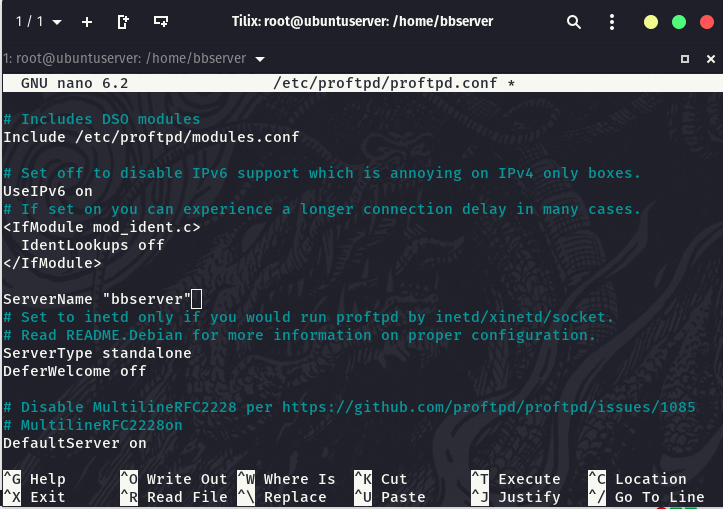 1 / 1
Tilix: root@ubuntuserver: /home/bbserver
1: root@ubuntuserver: /home/bbserver
GNU nano 6.2 /etc/proftpd/proftpd.conf *
# Includes DSO modules
Include /etc/proftpd/modules.conf
# Set off to disable IPv6 support which is annoying on IPv4 only boxes.
UseIPv6 on
# If set on you can experience a longer connection delay in many cases.
<IfModule mod_ident.c>
IdentLookups off
</IfModule>
ServerName "bbserver"
# Set to inetd only if you would run proftpd by inetd/xinetd/socket.
# Read README.Debian for more information on proper configuration.
ServerType standalone
DeferWelcome off
# Disable MultilineRFC2228 per https://github.com/proftpd/proftpd/issues/1085
# MultilineRFC2228on
DefaultServer on
^G Help ^O Write Out ^W Where Is ^K Cut ^T Execute ^C Location
^X Exit ^R Read File ^\ Replace ^U Paste ^J Justify ^/ Go To Line